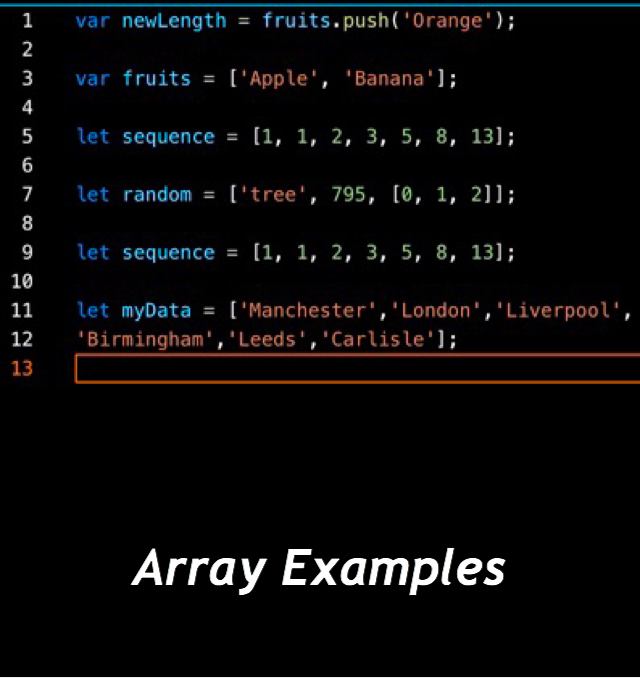 1 var newLength = fruits.push('Orange');
2
3 var fruits = ['Apple', 'Banana'];
4
5 let sequence = [1, 1, 2, 3, 5, 8, 13];
6
7 let random = ['tree', 795, [0, 1, 2]];
8
9 let sequence = [1, 1, 2, 3, 5, 8, 13];
10
11 let myData = ['Manchester','London','Liverpool',
12 'Birmingham','Leeds','Carlisle'];
13
Array Examples